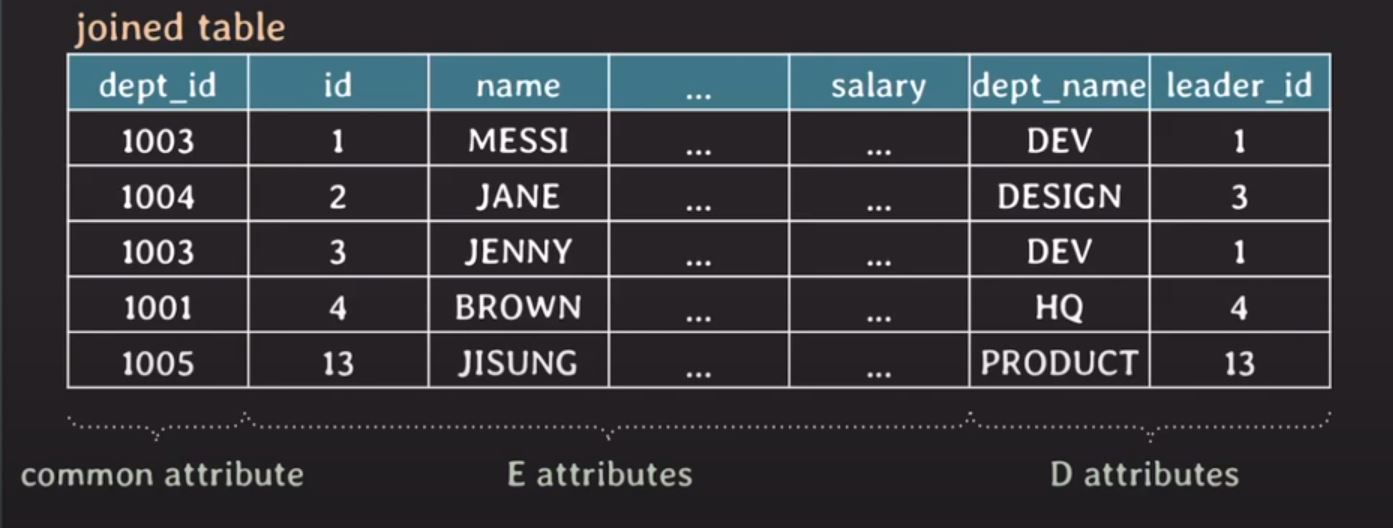 joined table
dept_id id name ... salary dept_name leader_id
1003 1 MESSI ... ... DEV 1
1004 2 JANE ... ... DESIGN 3
1003 3 JENNY ... ... DEV 1
1001 4 BROWN ... ... HQ 4
1005 13 JISUNG ... ... PRODUCT 13
common attribute E attributes D attributes